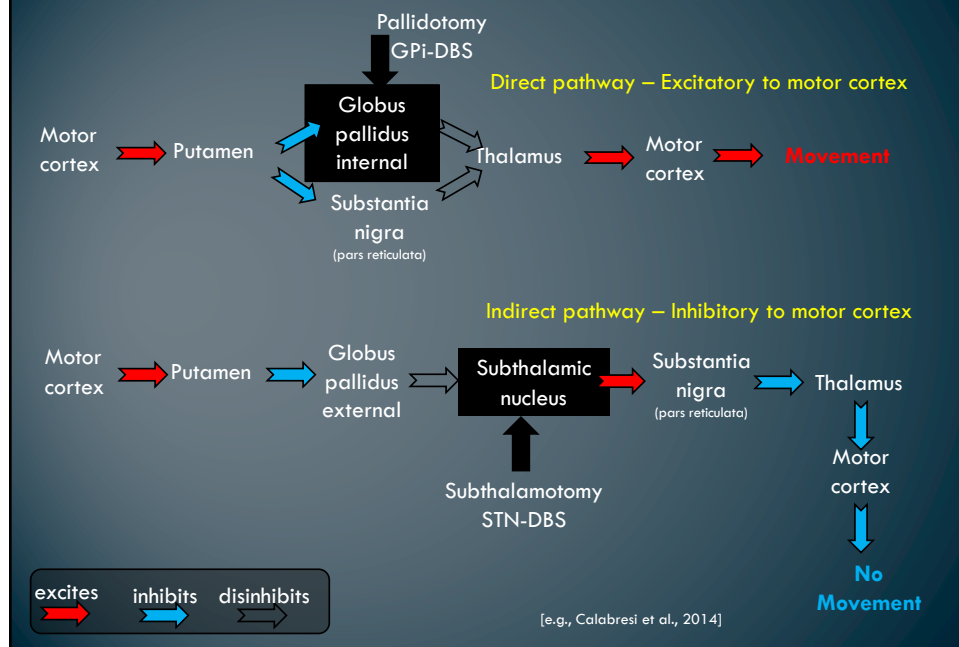 Pallidotomy
GPi-DBS
Direct pathway – Excitatory to motor cortex
Motor
cortex
Putamen
Globus
pallidus
internal
Substantia
nigra
(pars reticulata)
Thalamus
Motor
cortex
Movement
Indirect pathway – Inhibitory to motor cortex
Motor
cortex
Putamen
Globus
pallidus
external
Subthalamic
nucleus
Substantia
nigra
(pars reticulata)
Thalamus
Subthalamotomy
STN-DBS
Motor
cortex
No
Movement
excites inhibits disinhibits
[e.g., Calabresi et al., 2014]